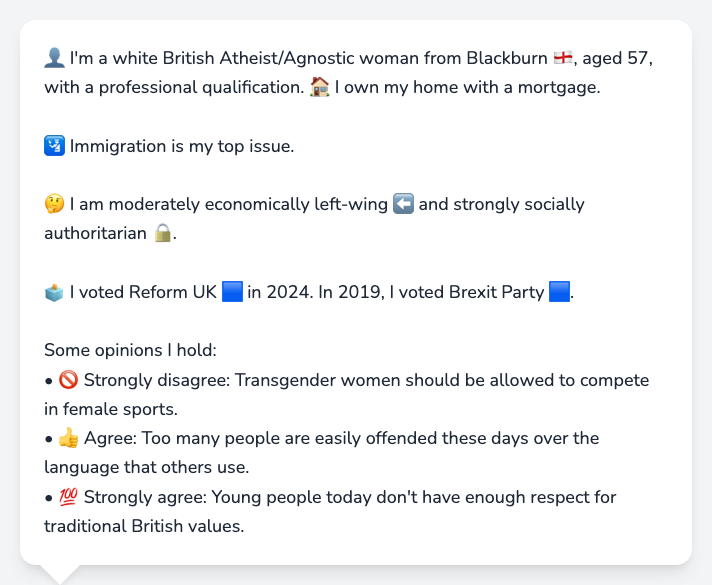 👤 I'm a white British Atheist/Agnostic woman from Blackburn 🏴󠁧󠁢󠁥󠁮󠁧󠁿, aged 57,
with a professional qualification. 🏠 I own my home with a mortgage.
🛂 Immigration is my top issue.
🤔 I am moderately economically left-wing ⬅️ and strongly socially
authoritarian 🔒.
🗳️ I voted Reform UK 🟦 in 2024. In 2019, I voted Brexit Party 🟦.
Some opinions I hold:
• 🚫 Strongly disagree: Transgender women should be allowed to compete
in female sports.
• 👍 Agree: Too many people are easily offended these days over the
language that others use.
• 💯 Strongly agree: Young people today don't have enough respect for
traditional British values.